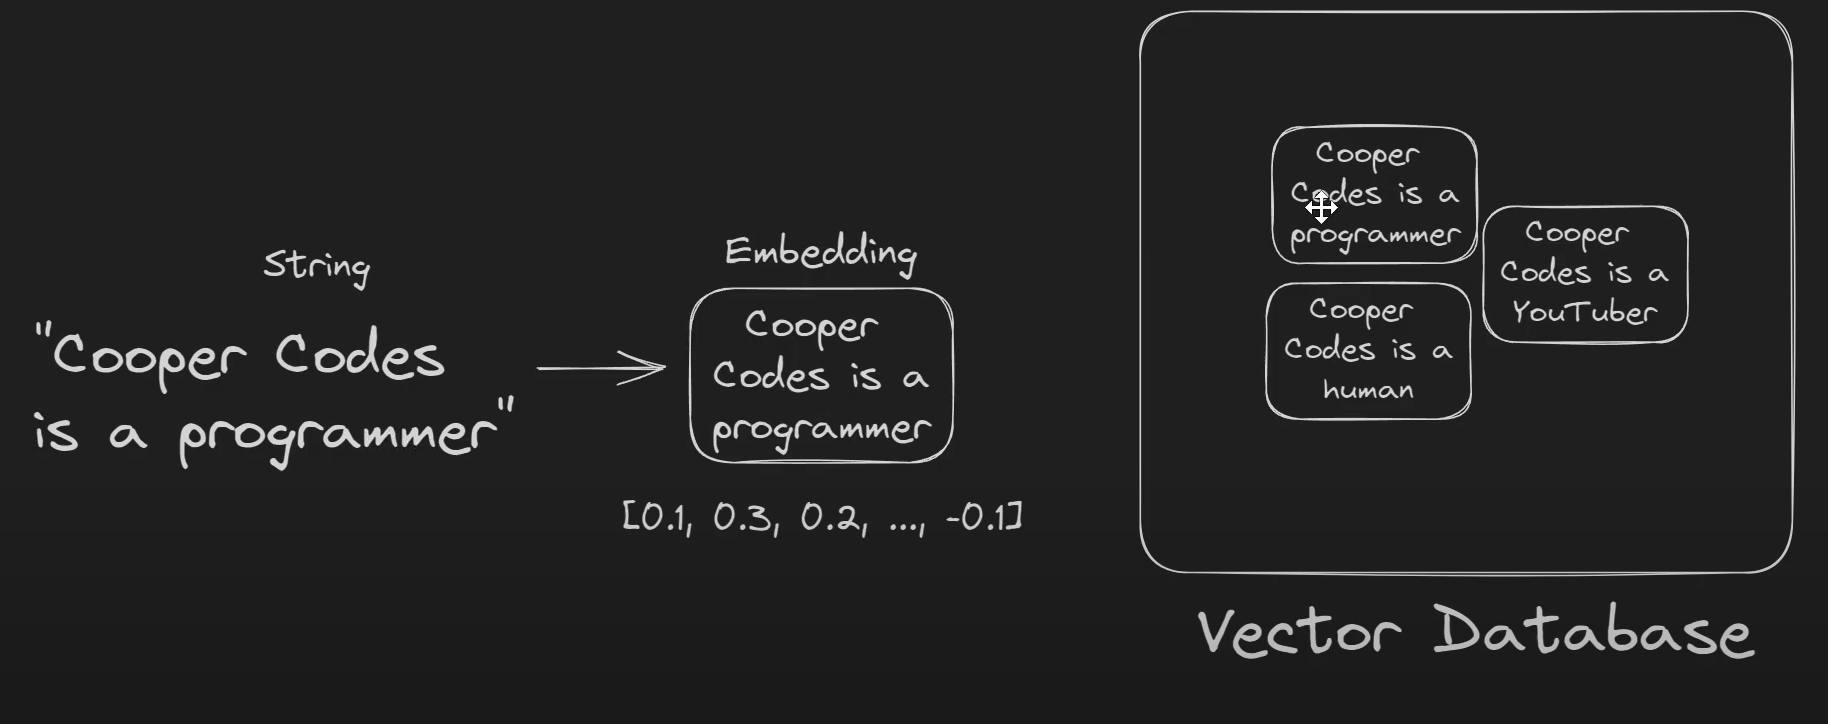 String
"Cooper Codes
is a programmer"
Embedding
Cooper
Codes is a
programmer
[0.1, 0.3, 0.2, ..., -0.1]
Cooper
Codes is a
programmer
Cooper
Codes is a
YouTuber
Cooper
Codes is a
human
Vector Database